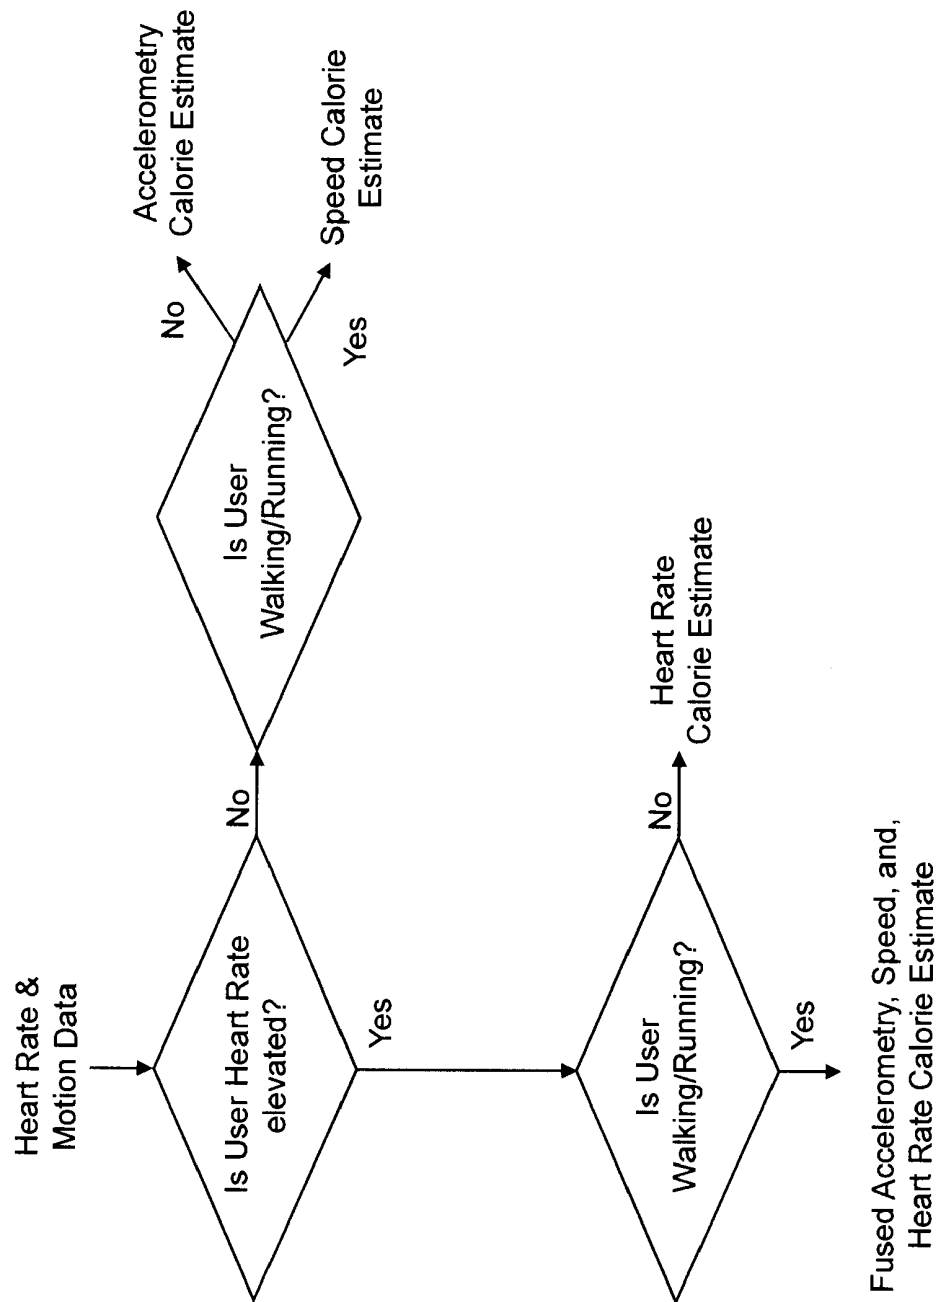 Heart Rate &
Motion Data
Is User Heart Rate
elevated?
No
Yes
Is User
Walking/Running?
No
Accelerometry
Calorie Estimate
Yes
Speed Calorie
Estimate
Is User
Walking/Running?
No
Heart Rate
Calorie Estimate
Yes
Fused Accelerometry, Speed, and,
Heart Rate Calorie Estimate